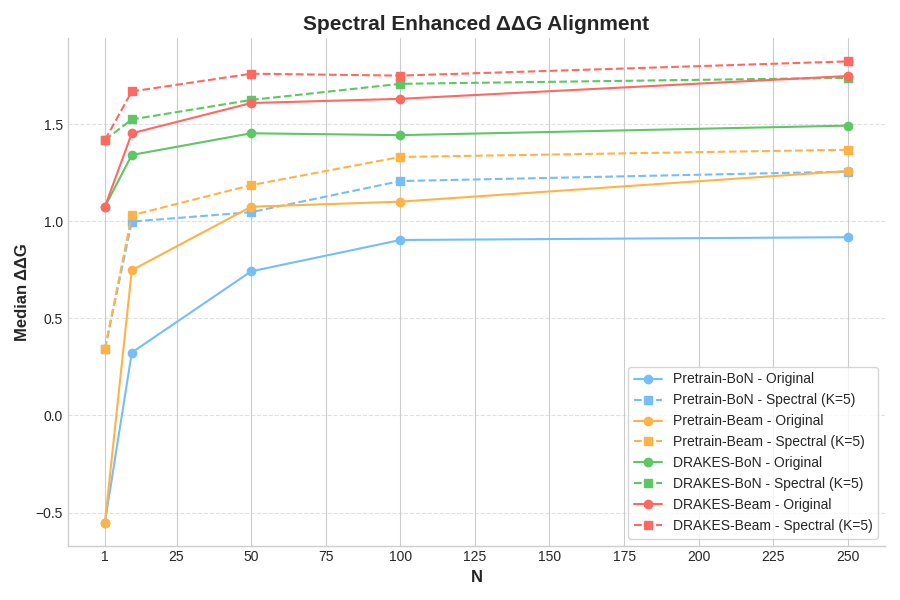 Spectral Enhanced ΔΔG Alignment
Median ΔΔG
1.5
1.0
0.5
0.0
−0.5
1 25 50 75 100 125 150 175 200 225 250
N
Pretrain-BoN - Original
Pretrain-BoN - Spectral (K=5)
Pretrain-Beam - Original
Pretrain-Beam - Spectral (K=5)
DRAKES-BoN - Original
DRAKES-BoN - Spectral (K=5)
DRAKES-Beam - Original
DRAKES-Beam - Spectral (K=5)